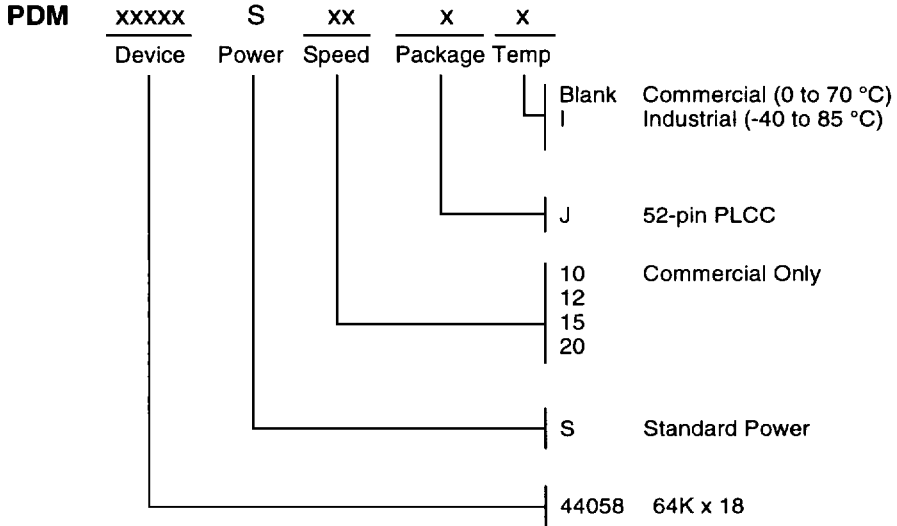 PDM xxxxx S xx x x
Device Power Speed Package Temp
Blank Commercial (0 to 70 °C)
I Industrial (-40 to 85 °C)
J 52-pin PLCC
10 Commercial Only
12
15
20
S Standard Power
44058 64K x 18